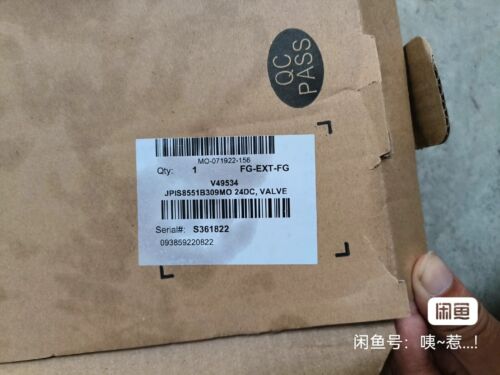 QC
PASS
MO-071922-156
Qty: 1 FG-EXT-FG
V49534
JPIS8551B309MO 24DC, VALVE
Serial#: S361822
093859220822
闲鱼
闲鱼号：咦~惹...!